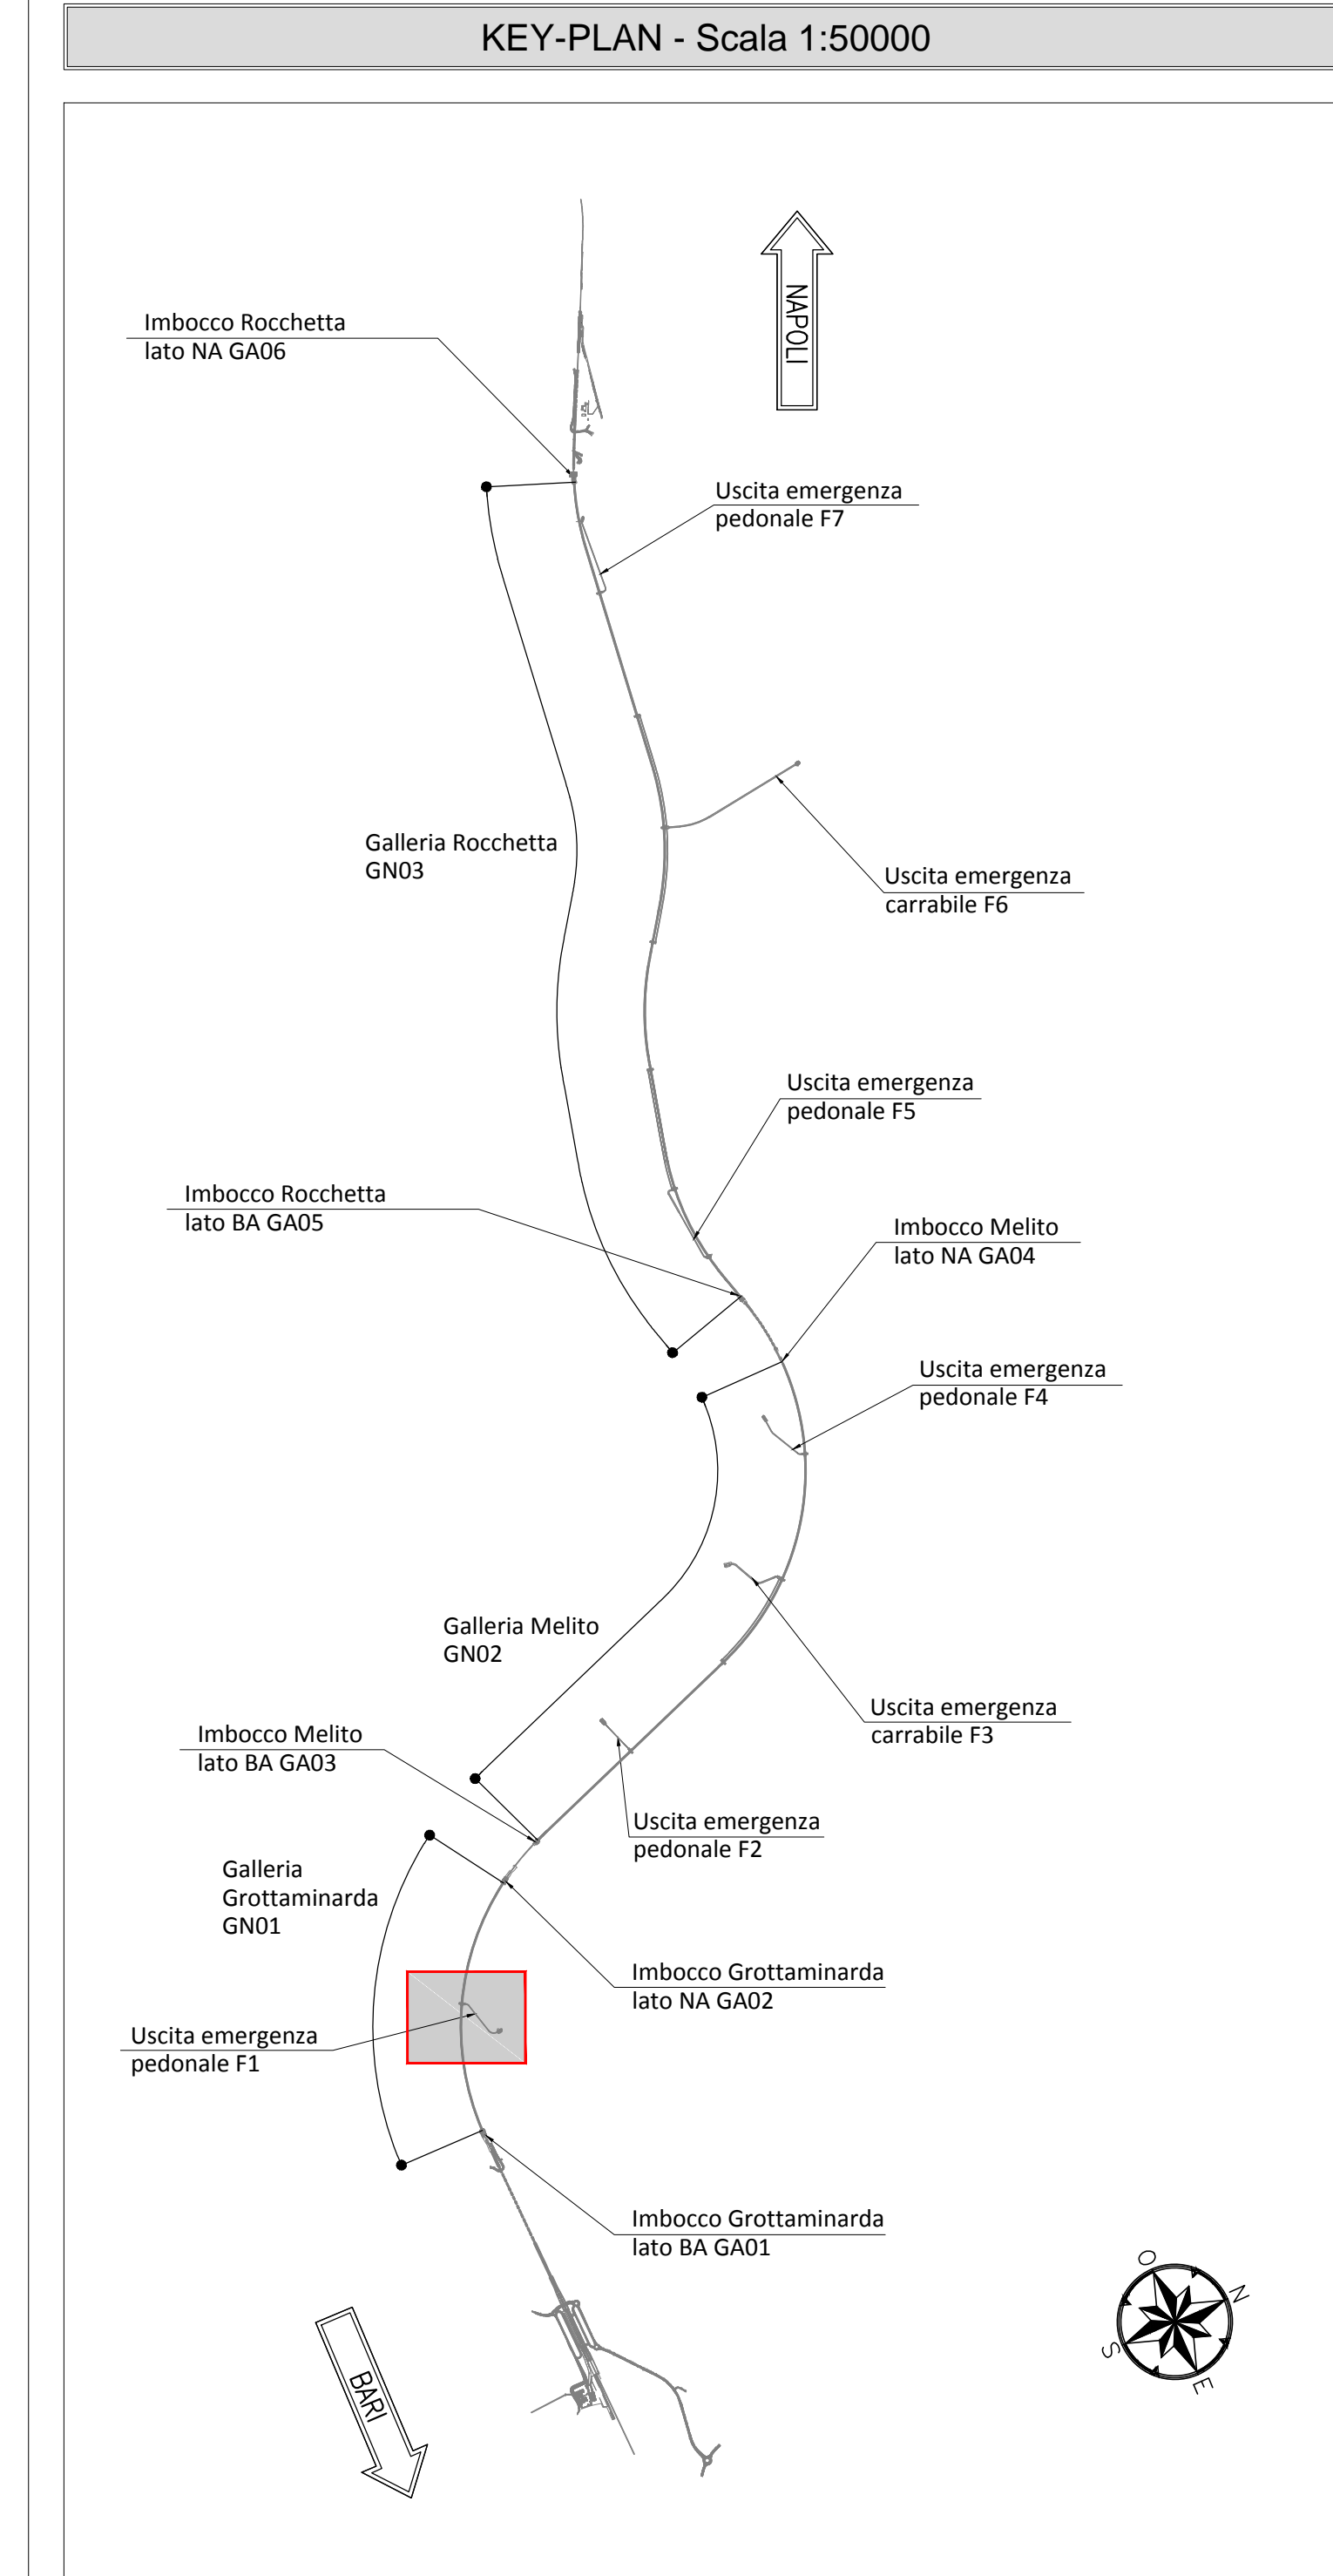 KEY-PLAN - Scala 1:50000
NAPOLI
Imbocco Rocchetta
lato NA GA06
Uscita emergenza
pedonale F7
Galleria Rocchetta
GN03
Uscita emergenza
carrabile F6
Uscita emergenza
pedonale F5
Imbocco Rocchetta
lato BA GA05
Imbocco Melito
lato NA GA04
Uscita emergenza
pedonale F4
Galleria Melito
GN02
Uscita emergenza
carrabile F3
Imbocco Melito
lato BA GA03
Uscita emergenza
pedonale F2
Galleria
Grottaminarda
GN01
Imbocco Grottaminarda
lato NA GA02
Uscita emergenza
pedonale F1
Imbocco Grottaminarda
lato BA GA01
O
N
S
E
BARI